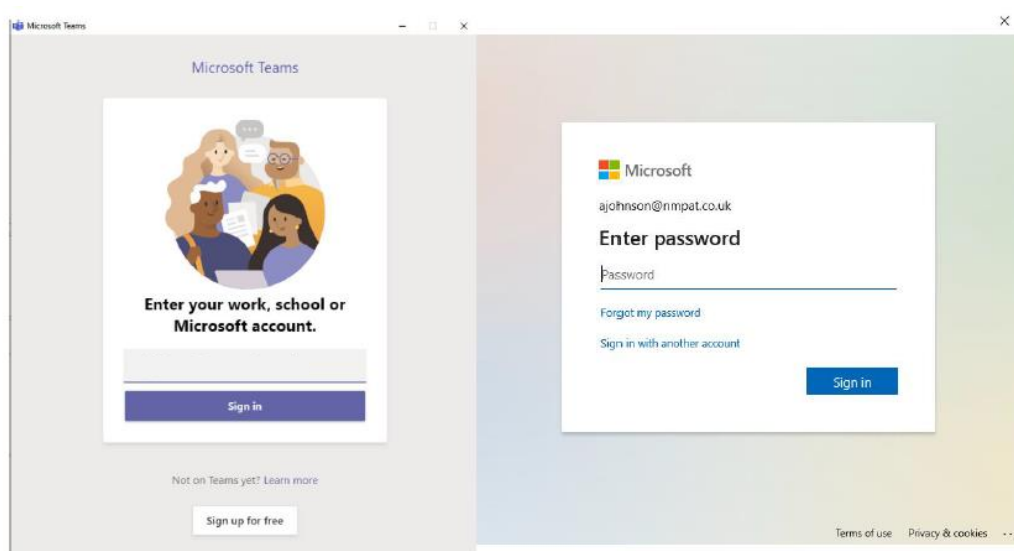 Microsoft Teams
Microsoft Teams
Enter your work, school or
Microsoft account.
Sign in
Not on Teams yet? Learn more
Sign up for free
Microsoft
ajohnson@nmpat.co.uk
Enter password
Password
Forgot my password
Sign in with another account
Sign in
Terms of use Privacy & cookies